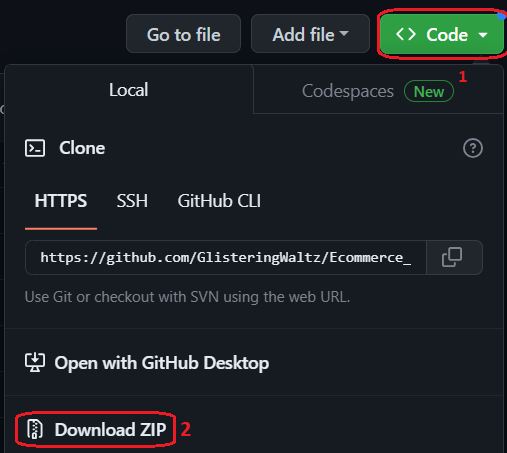 Go to file Add file <> Code
1
Local Codespaces New
Clone
HTTPS SSH GitHub CLI
https://github.com/GlisteringWaltz/Ecommerce_
Use Git or checkout with SVN using the web URL.
Open with GitHub Desktop
Download ZIP 2